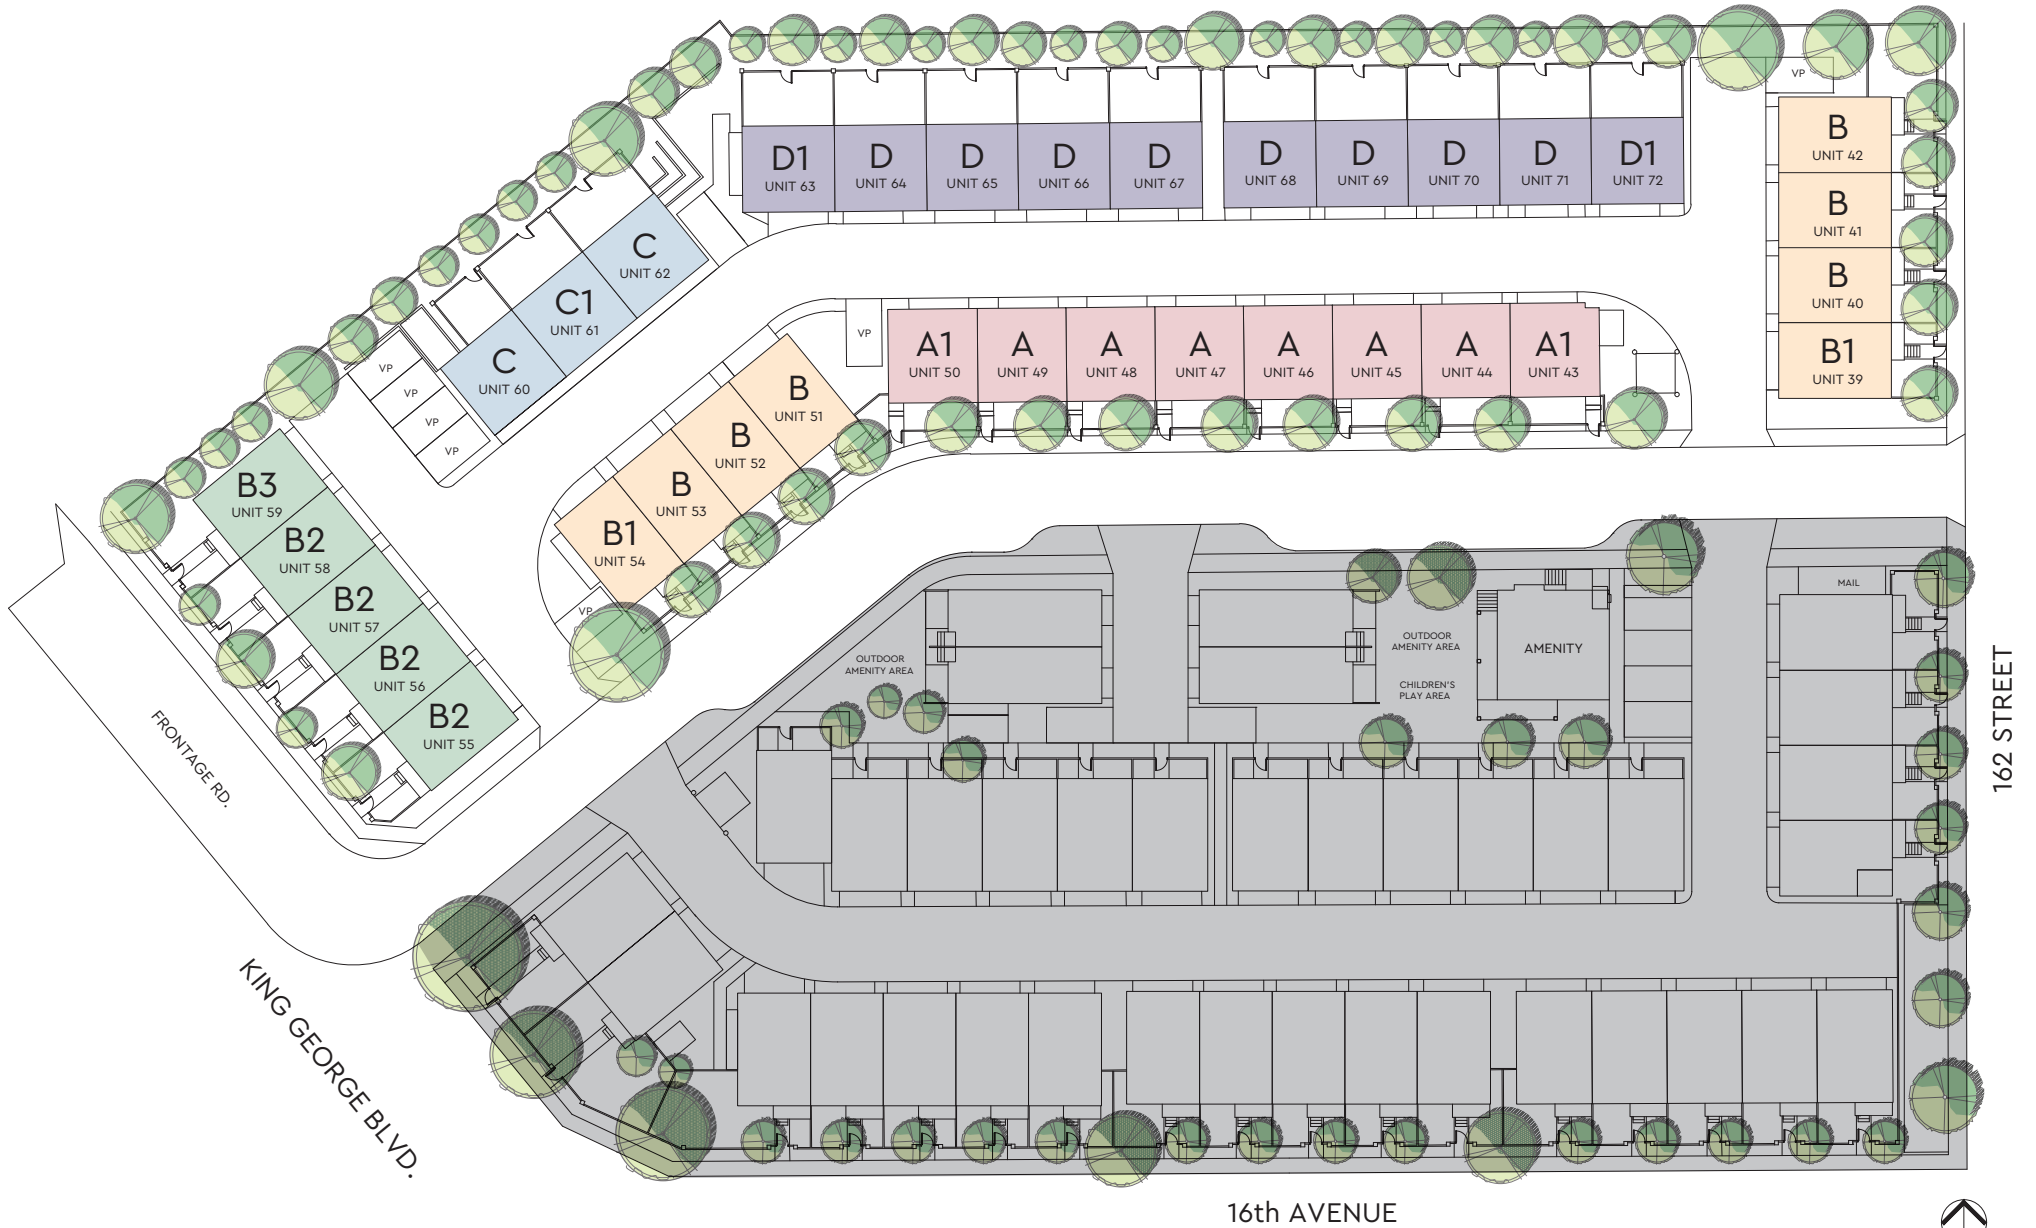 VP
B
UNIT 42
B
UNIT 41
B
UNIT 40
B1
UNIT 39
D1
UNIT 63
D
UNIT 64
D
UNIT 65
D
UNIT 66
D
UNIT 67
D
UNIT 68
D
UNIT 69
D
UNIT 70
D
UNIT 71
D1
UNIT 72
C
UNIT 62
C1
UNIT 61
C
UNIT 60
VP
VP
VP
VP
VP
A1
UNIT 50
A
UNIT 49
A
UNIT 48
A
UNIT 47
A
UNIT 46
A
UNIT 45
A
UNIT 44
A1
UNIT 43
B
UNIT 51
B
UNIT 52
B
UNIT 53
B1
UNIT 54
VP
B3
UNIT 59
B2
UNIT 58
B2
UNIT 57
B2
UNIT 56
B2
UNIT 55
OUTDOOR
AMENITY AREA
OUTDOOR
AMENITY AREA
CHILDREN'S
PLAY AREA
AMENITY
MAIL
FRONTAGE RD.
KING GEORGE BLVD.
162 STREET
16th AVENUE